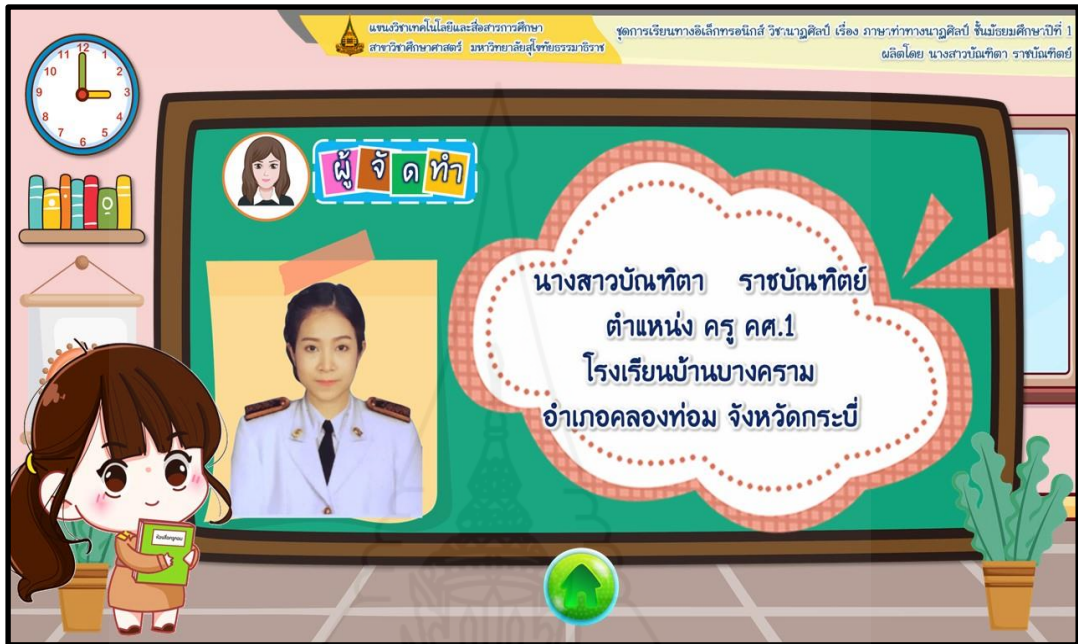 แขนงวิชาเทคโนโลยีและสื่อสารการศึกษา
สาขาวิชาศึกษาศาสตร์ มหาวิทยาลัยสุโขทัยธรรมาธิราช
ชุดการเรียนทางอิเล็กทรอนิกส์ วิชานาฏศิลป์ เรื่อง ภาษาท่าทางนาฏศิลป์ ชั้นมัธยมศึกษาปีที่ 1
ผลิตโดย นางสาวบัณฑิตา ราชบัณฑิตย์
12
11 1
10 2
9 3
8 4
7 5
6
ผู้จัดทำ
นางสาวบัณฑิตา ราชบัณฑิตย์
ตำแหน่ง ครู คศ.1
โรงเรียนบ้านบางคราม
อำเภอคลองท่อม จังหวัดกระบี่